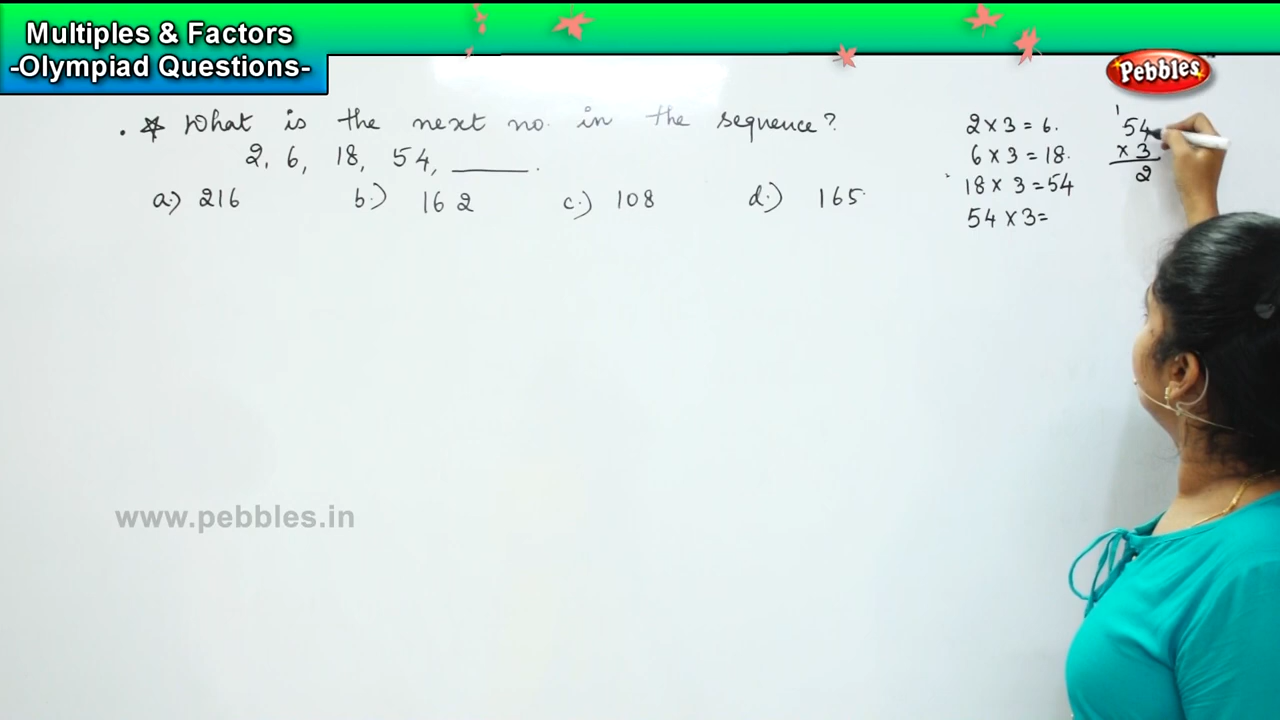 Multiples & Factors
-Olympiad Questions-
Pebbles
. ☆ What is the next no. in the sequence?
2, 6, 18, 54, ______.
a.) 216 b.) 162 c.) 108 d.) 165.
2 x 3 = 6.
6 x 3 = 18.
18 x 3 = 54
54 x 3 =
1
54
x 3
2
www.pebbles.in